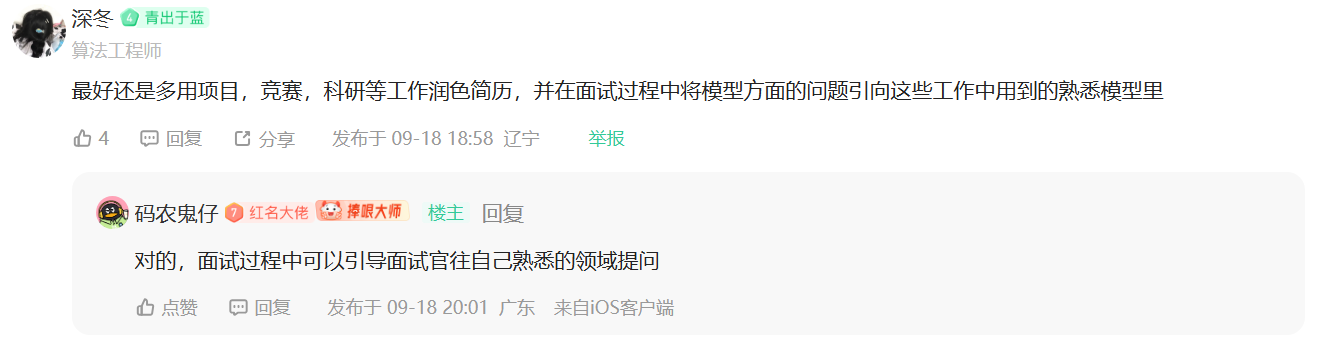 深冬 4 青出于蓝
算法工程师
最好还是多用项目，竞赛，科研等工作润色简历，并在面试过程中将模型方面的问题引向这些工作中用到的熟悉模型里
4 回复 分享 发布于 09-18 18:58 辽宁 举报
码农鬼仔 7 红名大佬 捧哏大师 楼主 回复
对的，面试过程中可以引导面试官往自己熟悉的领域提问
点赞 回复 发布于 09-18 20:01 广东 来自iOS客户端